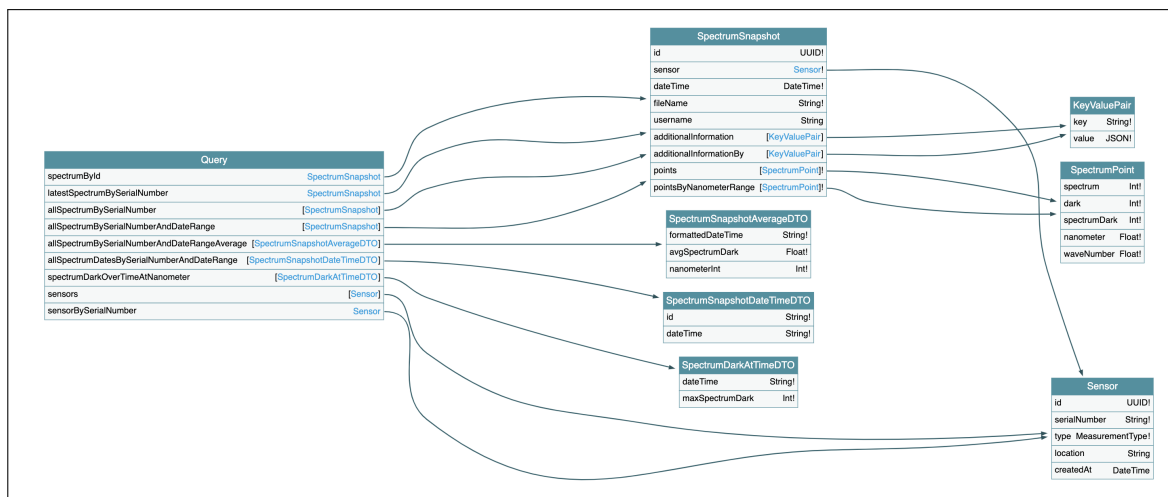 Query
spectrumById SpectrumSnapshot
latestSpectrumBySerialNumber SpectrumSnapshot
allSpectrumBySerialNumber [SpectrumSnapshot]
allSpectrumBySerialNumberAndDateRange [SpectrumSnapshot]
allSpectrumBySerialNumberAndDateRangeAverage [SpectrumSnapshotAverageDTO]
allSpectrumDatesBySerialNumberAndDateRange [SpectrumSnapshotDateTimeDTO]
spectrumDarkOverTimeAtNanometer [SpectrumDarkAtTimeDTO]
sensors [Sensor]
sensorBySerialNumber Sensor
SpectrumSnapshot
id UUID!
sensor Sensor!
dateTime DateTime!
fileName String!
username String
additionalInformation [KeyValuePair]
additionalInformationBy [KeyValuePair]
points [SpectrumPoint]!
pointsByNanometerRange [SpectrumPoint]!
SpectrumSnapshotAverageDTO
formattedDateTime String!
avgSpectrumDark Float!
nanometerInt Int!
SpectrumSnapshotDateTimeDTO
id String!
dateTime String!
SpectrumDarkAtTimeDTO
dateTime String!
maxSpectrumDark Int!
KeyValuePair
key String!
value JSON!
SpectrumPoint
spectrum Int!
dark Int!
spectrumDark Int!
nanometer Float!
waveNumber Float!
Sensor
id UUID!
serialNumber String!
type MeasurementType!
location String
createdAt DateTime